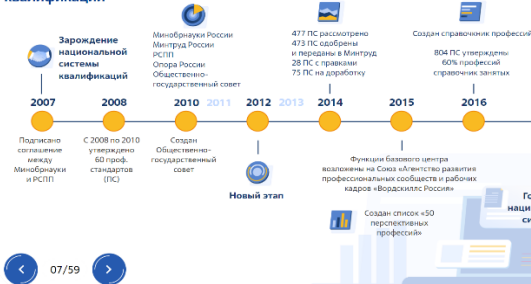 квалификаций
Зарождение
национальной
системы
квалификаций
Минобрнауки России
Минтруд России
РСПП
Опора России
Общественно-
государственный совет
477 ПС рассмотрено
473 ПС одобрены
и переданы в Минтруд
28 ПС с правками
75 ПС на доработку
Создан справочник профессий
804 ПС утверждены
60% профессий
справочник занятых
2007 2008 2010 2011 2012 2013 2014 2015 2016
Подписано
соглашение
между
Минобрнауки
и РСПП
С 2008 по 2010
утверждено
60 проф.
стандартов
(ПС)
Создан
Общественно-
государственный
совет
Новый этап
Функции базового центра
возложены на Союз «Агентство развития
профессиональных сообществ и рабочих
кадров «Ворлдскиллс Россия»
Создан список «50
перспективных
профессий»
Го
наци
си
07/59